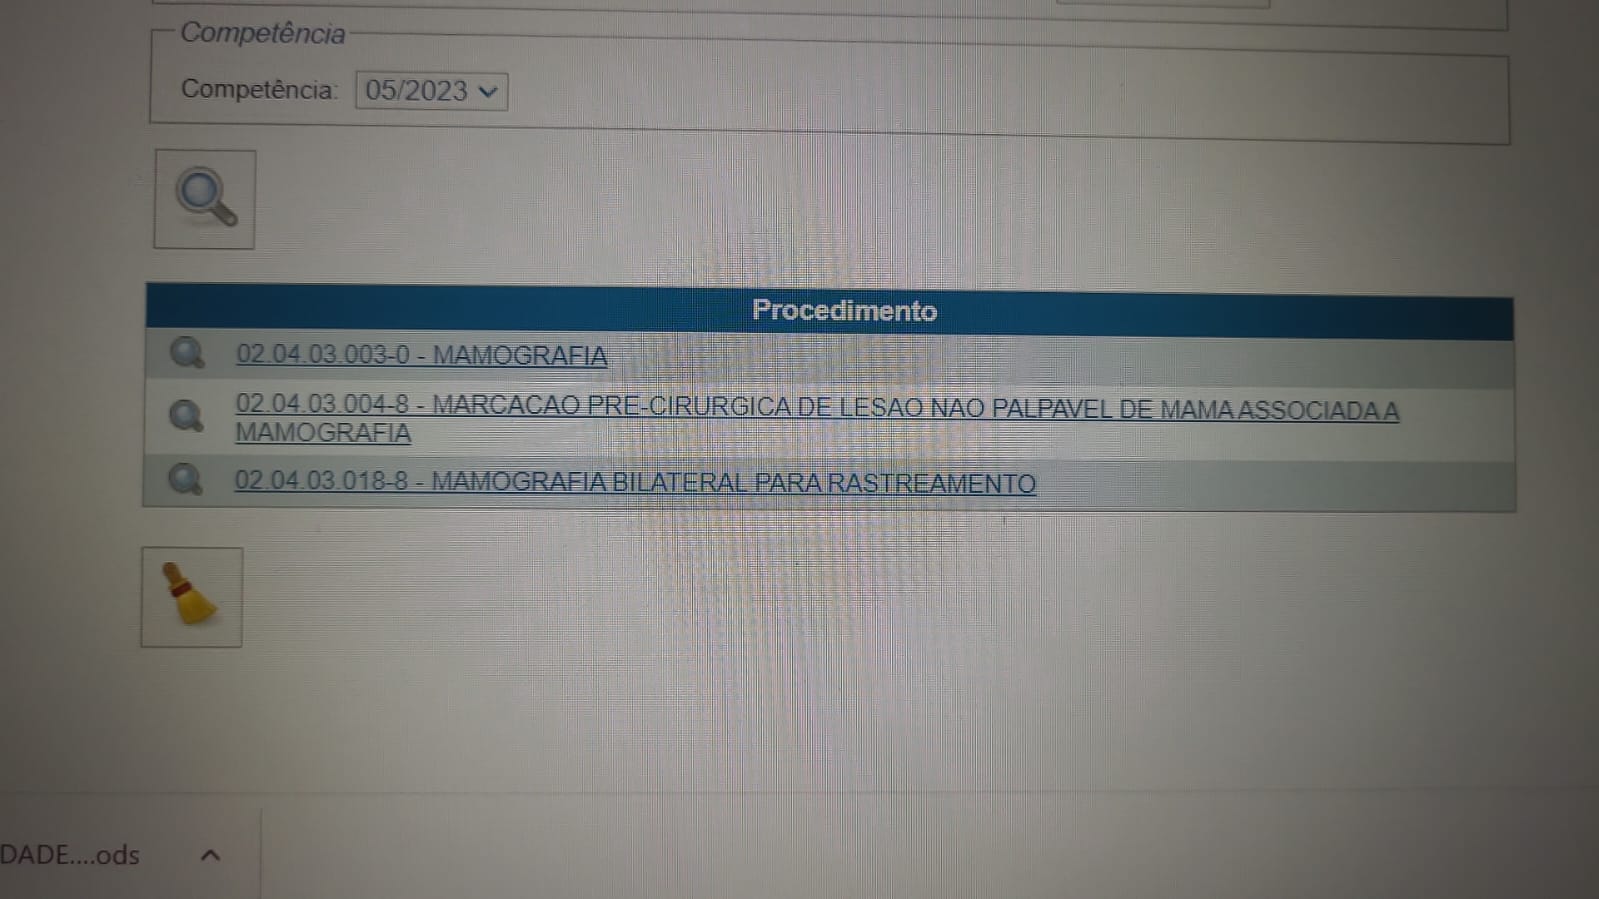 Competência
Competência: 05/2023
Procedimento
02.04.03.003-0 - MAMOGRAFIA
02.04.03.004-8 - MARCACAO PRE-CIRURGICA DE LESAO NAO PALPAVEL DE MAMA ASSOCIADA A
MAMOGRAFIA
02.04.03.018-8 - MAMOGRAFIA BILATERAL PARA RASTREAMENTO
DADE....ods